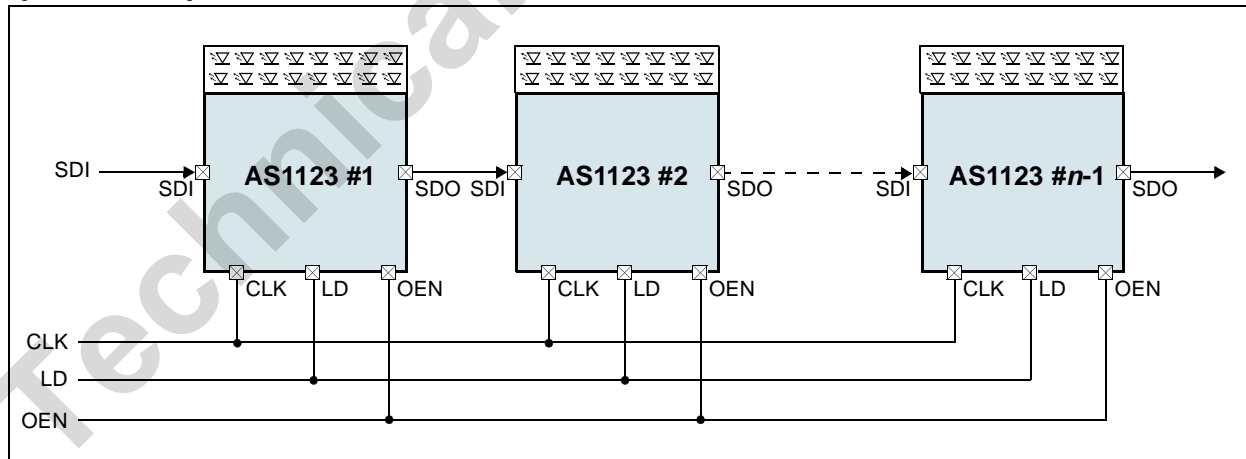 AS1123 #1
AS1123 #2
AS1123 #n-1
SDI
SDI
SDO
SDI
SDO
SDI
SDO
CLK
LD
OEN
CLK
LD
OEN
CLK
LD
OEN
CLK
LD
OEN
Technica